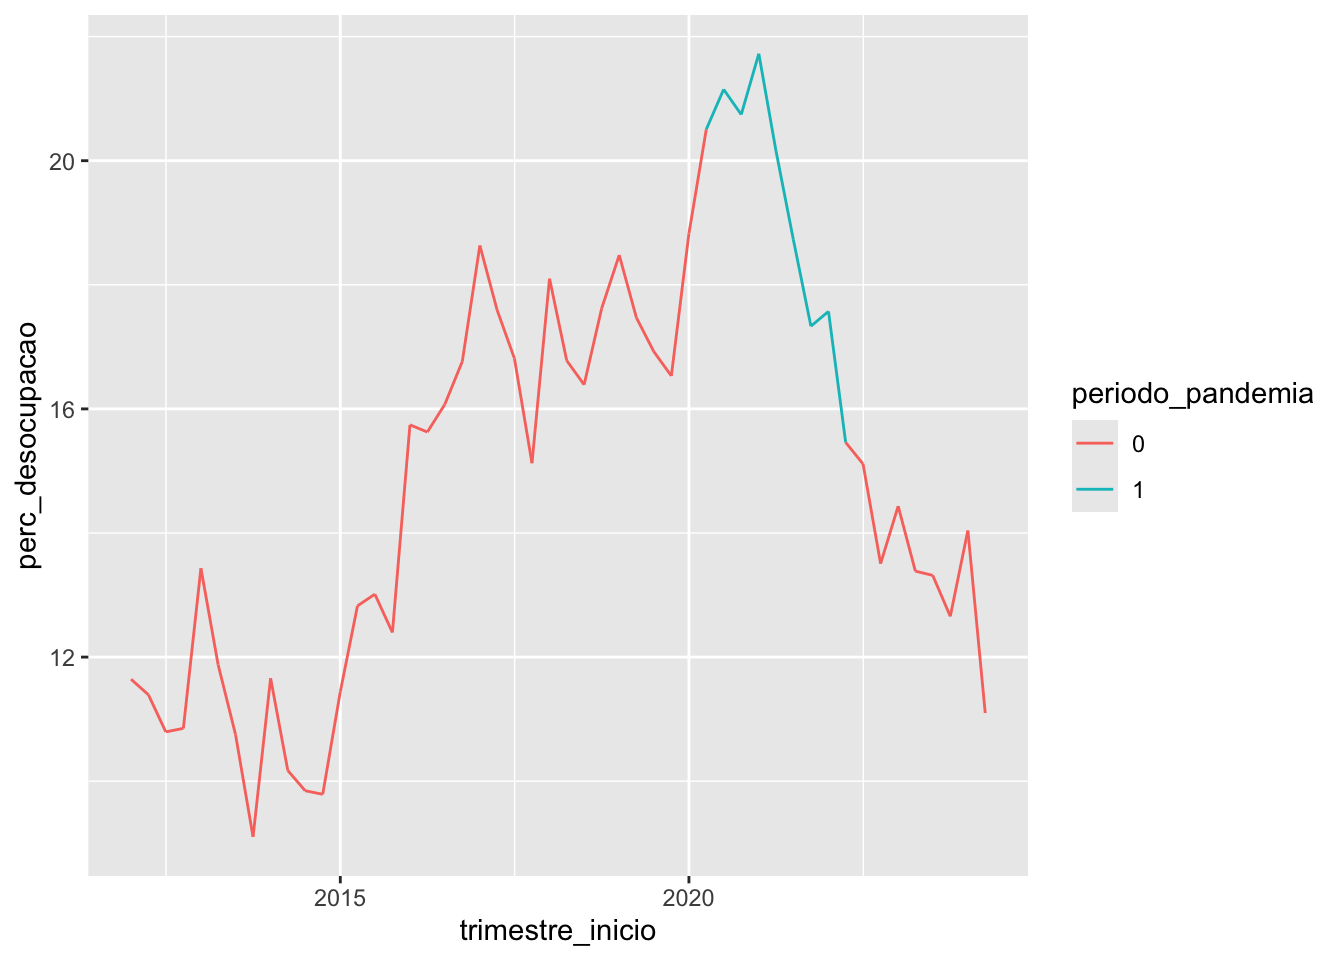 perc_desocupacao
20
16
12
2015
2020
trimestre_inicio
periodo_pandemia
0
1